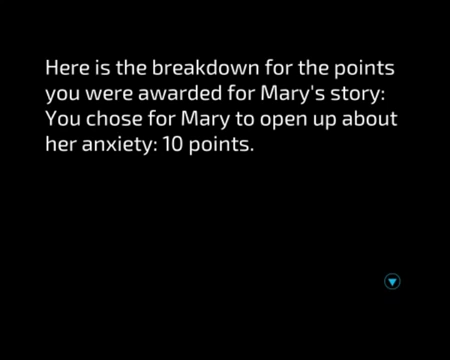 Here is the breakdown for the points
you were awarded for Mary's story:
You chose for Mary to open up about
her anxiety: 10 points.